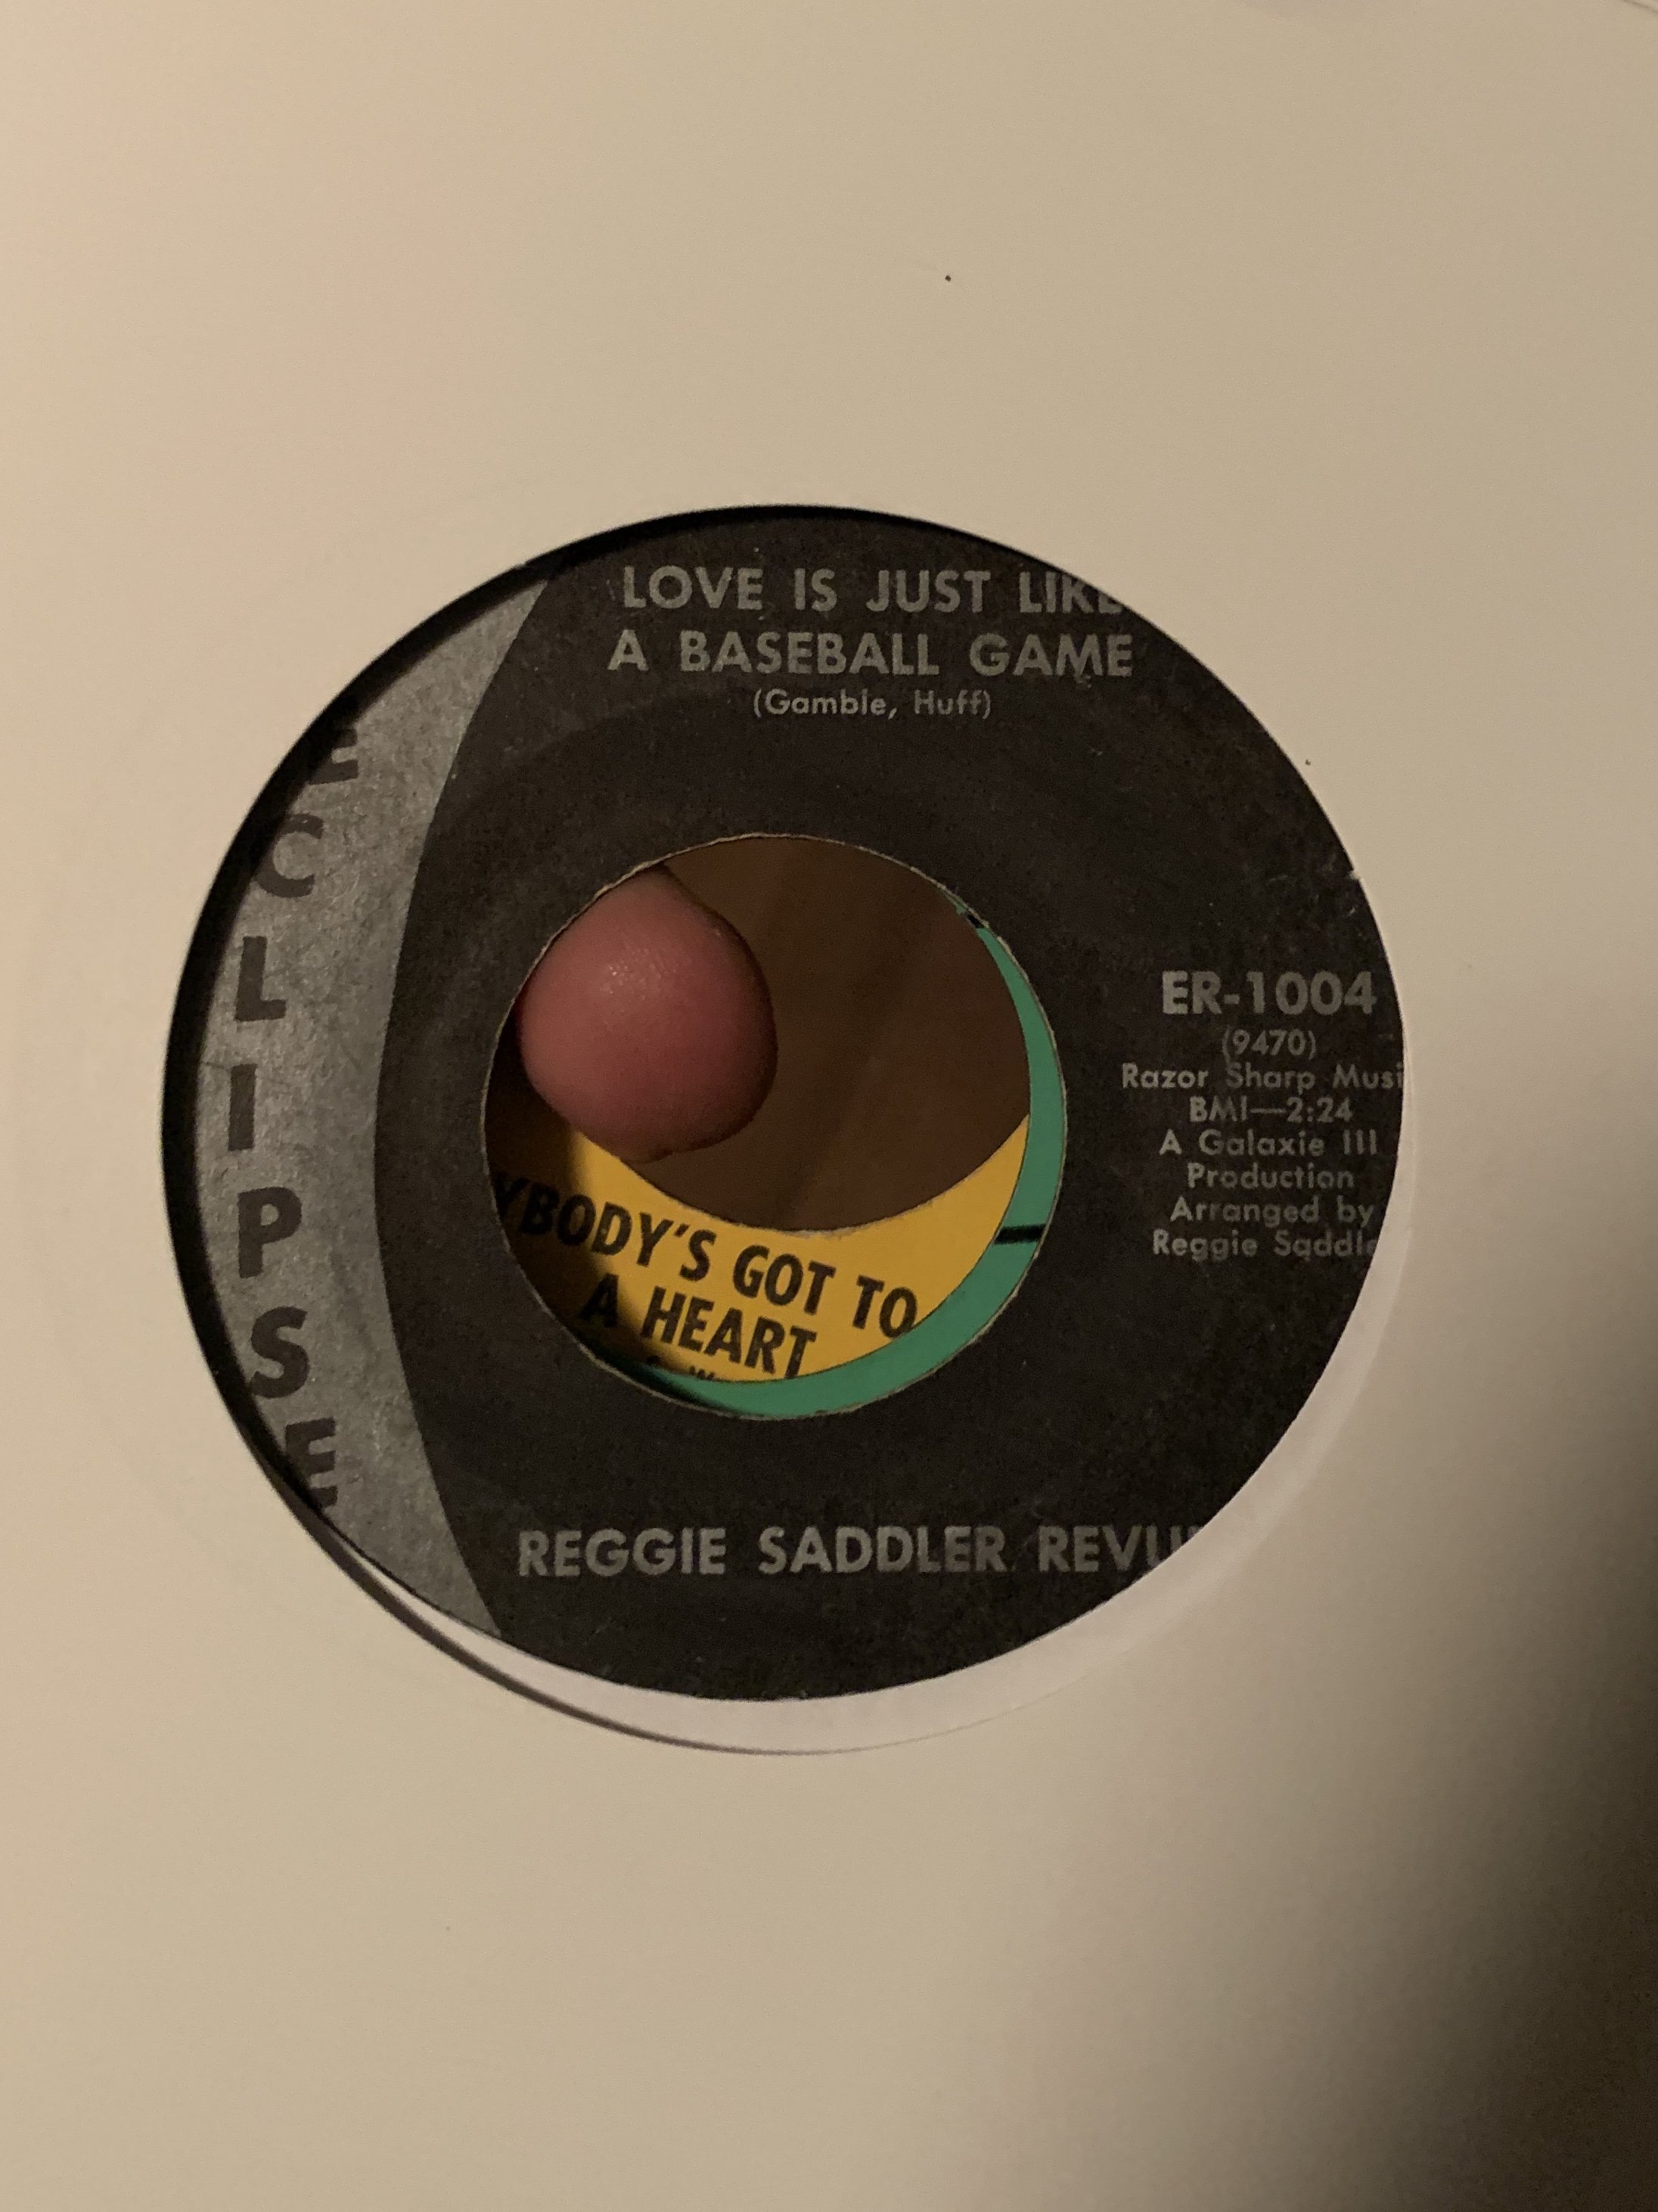 LOVE IS JUST LIKE
A BASEBALL GAME
(Gamble, Huff)
ECLIPSE
ER-1004
(9470)
Razor Sharp Musi
BMI—2:24
A Galaxie III
Production
Arranged by
Reggie Saddle
YBODY'S GOT TO
A HEART
REGGIE SADDLER REVU